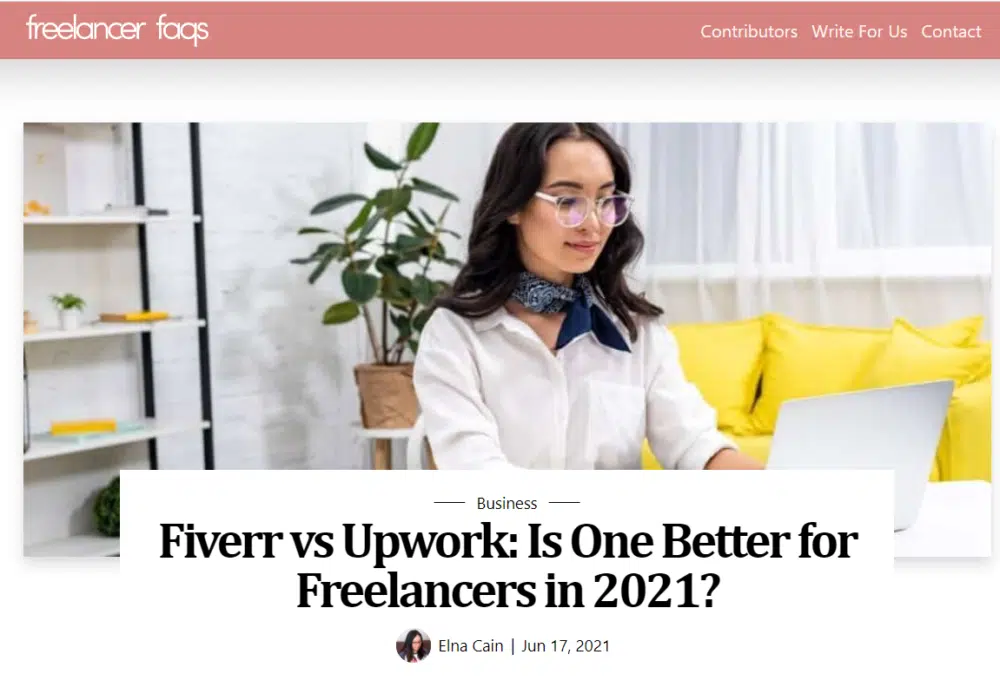 freelancer faqs
Contributors Write For Us Contact
Business
Fiverr vs Upwork: Is One Better for
Freelancers in 2021?
Elna Cain | Jun 17, 2021